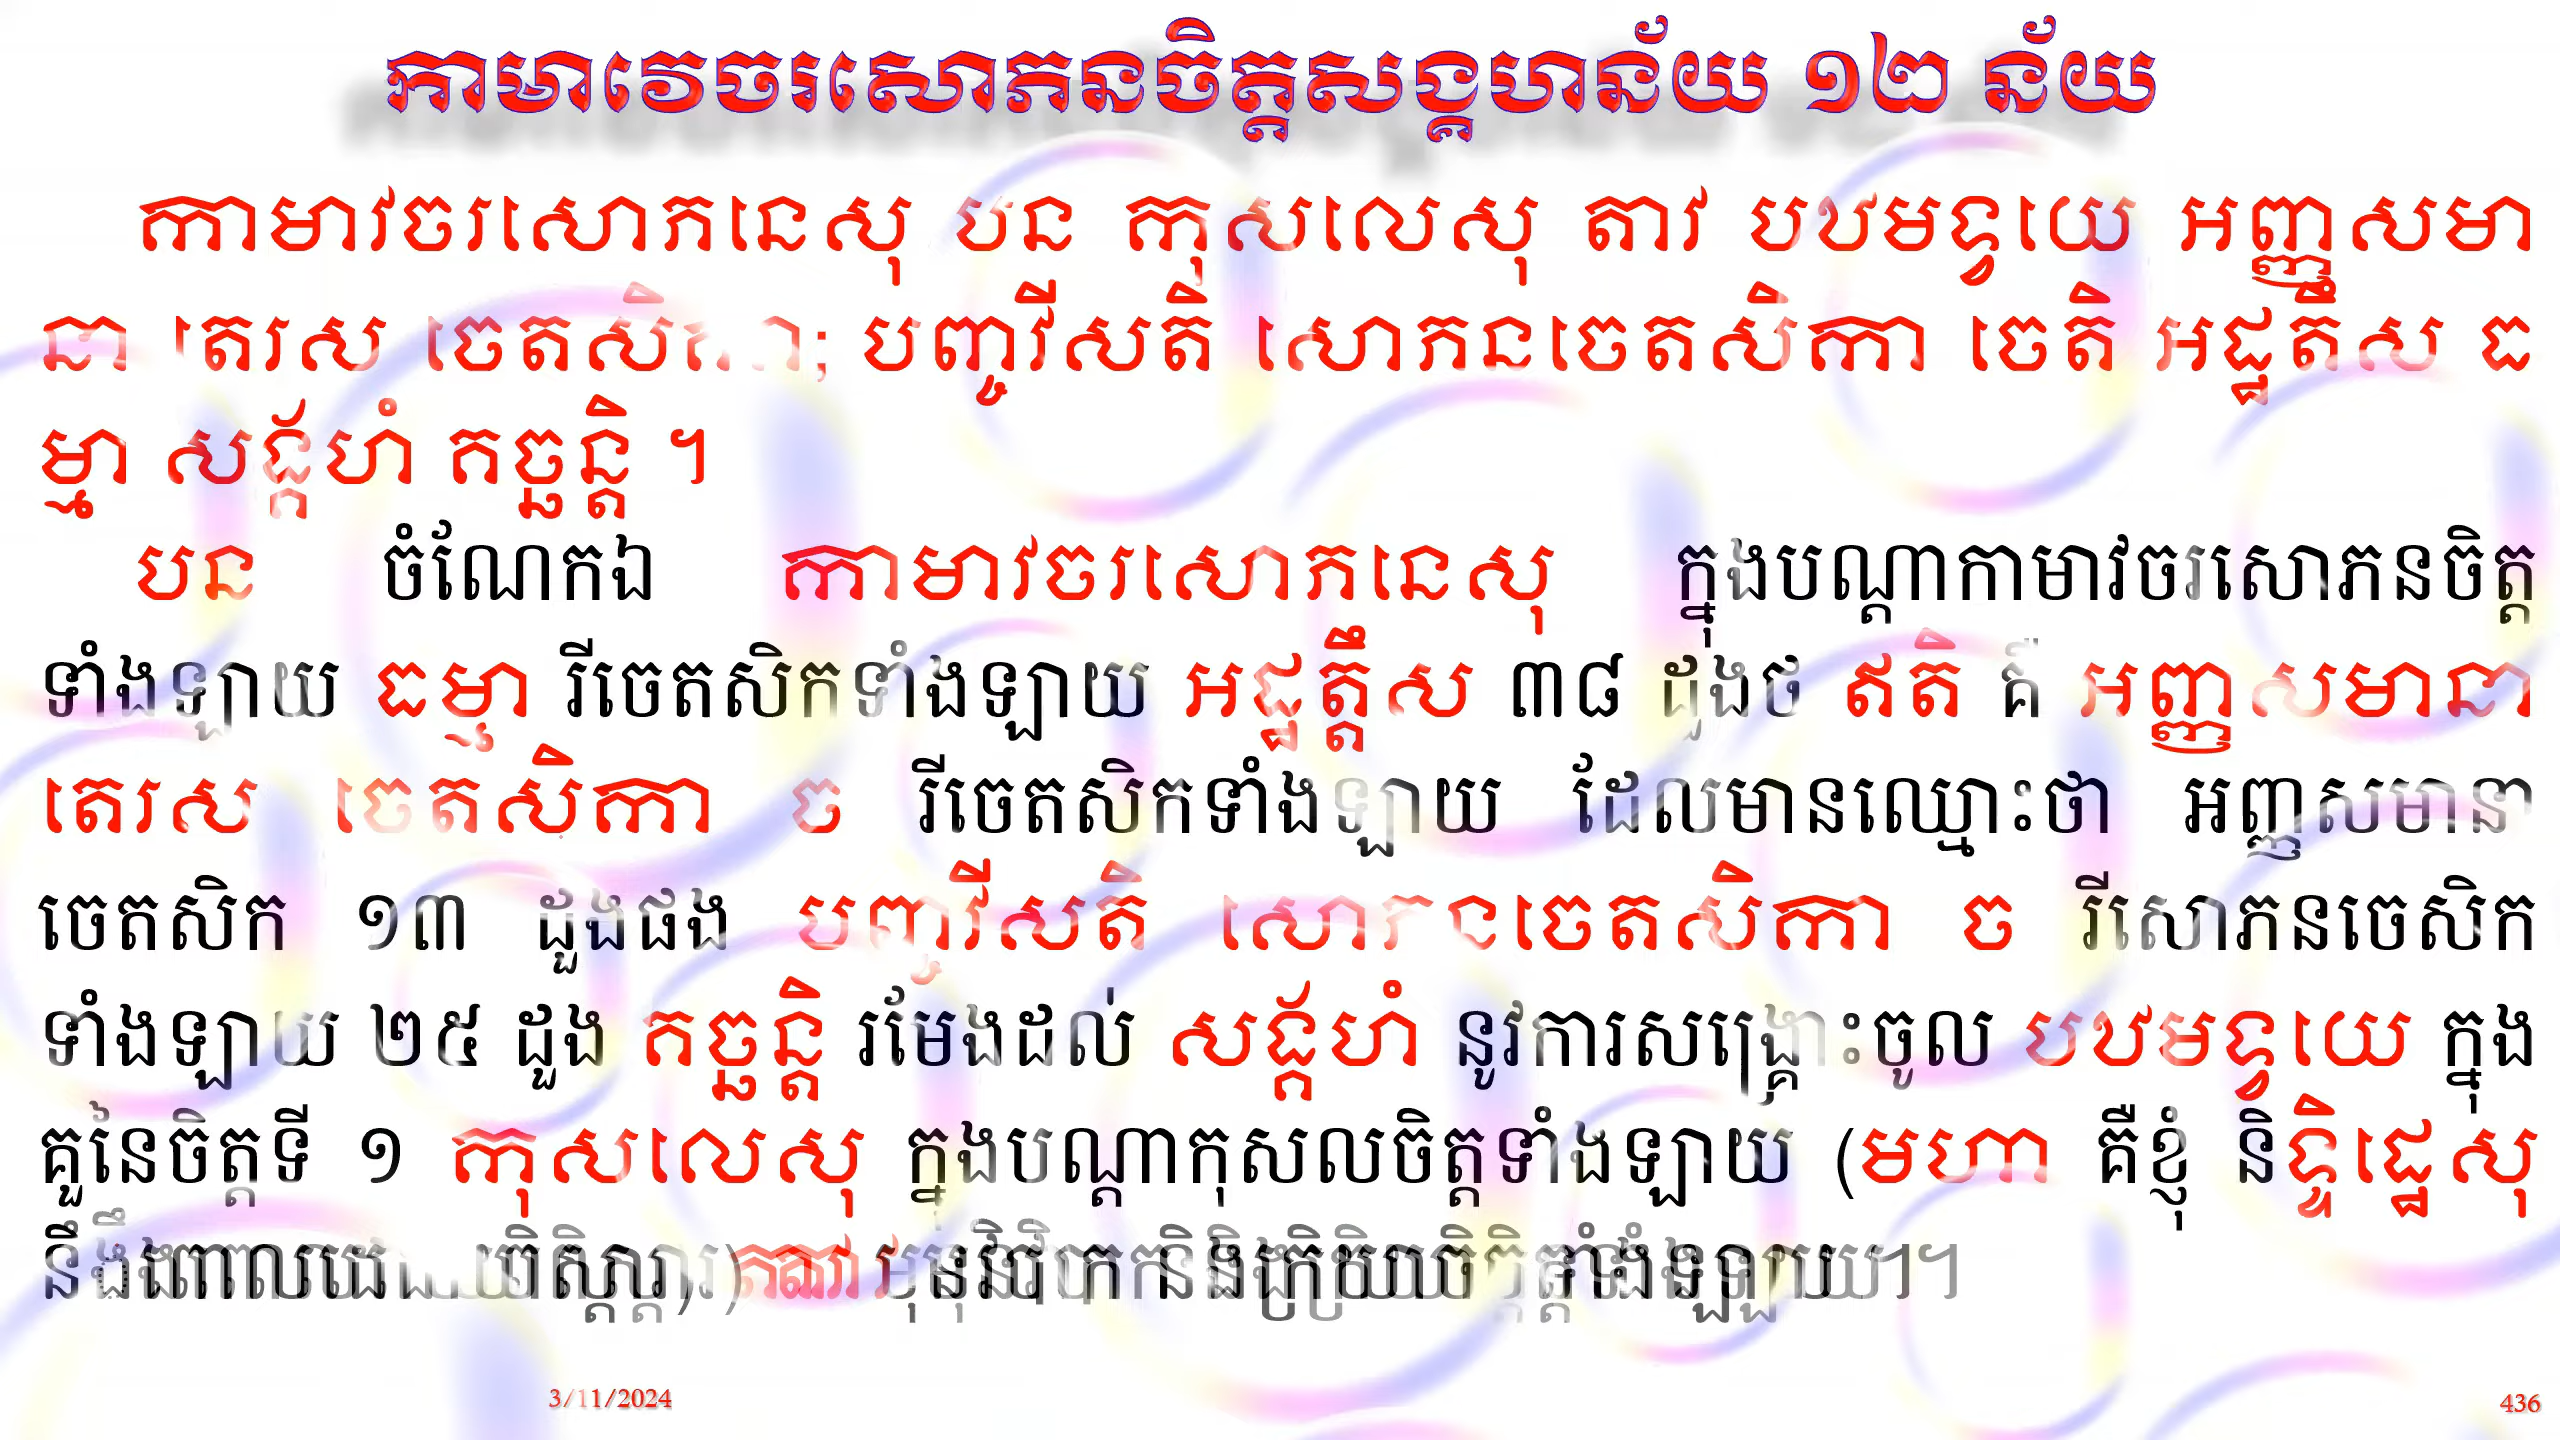 កាមាវេចរសោភនចិត្តសង្គហន័យ ១២ ន័យ
កាមាវចរសោភនេសុ បន កុសលេសុ តាវ បឋមទ្វយេ អញ្ញសមា
នា តេរស ចេតសិកា; បញ្ចវីសតិ សោភនចេតសិកា ចេតិ អដ្ឋតឹស ធ
ម្មា សង្គ័ហំ គច្ឆន្តិ ។
បន ចំណែកឯ កាមាវចរសោភនេសុ ក្នុងបណ្តាកាមាវចរសោភនចិត្ត
ទាំងឡាយ ធម្មា រីចេតសិកទាំងឡាយ អដ្ឋត្តឹស ៣៨ ដួងថ ឥតិ គឺ អញ្ញសមានា
តេរស ចេតសិកា ច រីចេតសិកទាំងឡាយ ដែលមានឈ្មោះថា អញ្ញសមានា
ចេតសិក ១៣ ដួងផង បញ្ចវីសតិ សោភនចេតសិកា ច រីសោភនចេសិក
ទាំងឡាយ ២៥ ដួង គច្ឆន្តិ រមែងដល់ សង្គ័ហំ នូវការសង្គ្រោះចូល បឋមទ្វយេ ក្នុង
គួនៃចិត្តទី ១ កុសលេសុ ក្នុងបណ្តាកុសលចិត្តទាំងឡាយ (មហា គឺខ្ញុំ និទ្ទិដ្ឋេសុ
3/11/2024
436